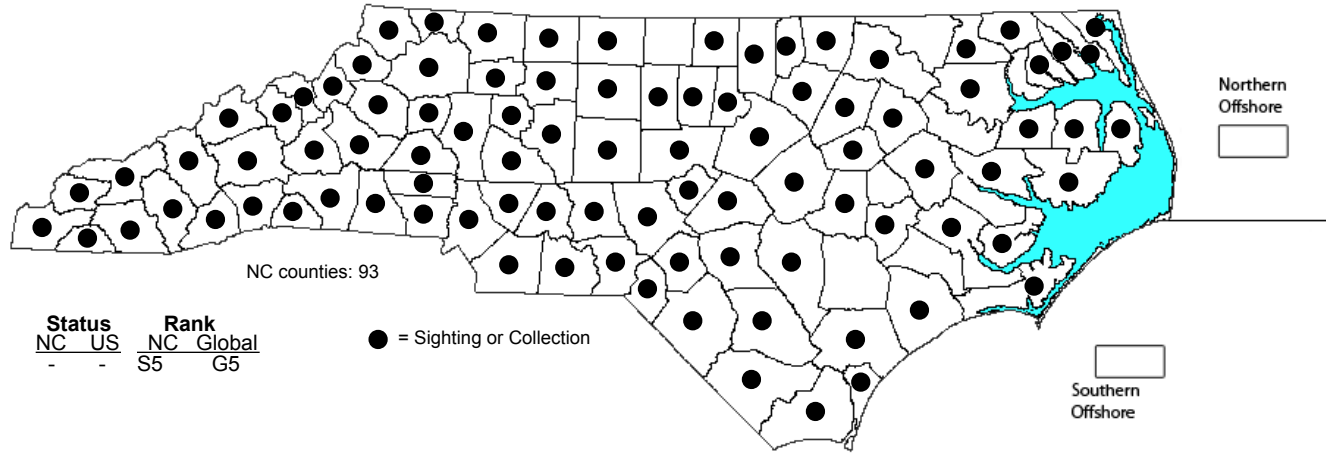 Northern
Offshore
NC counties: 93
Status Rank
NC US NC Global
- - S5 G5
= Sighting or Collection
Southern
Offshore